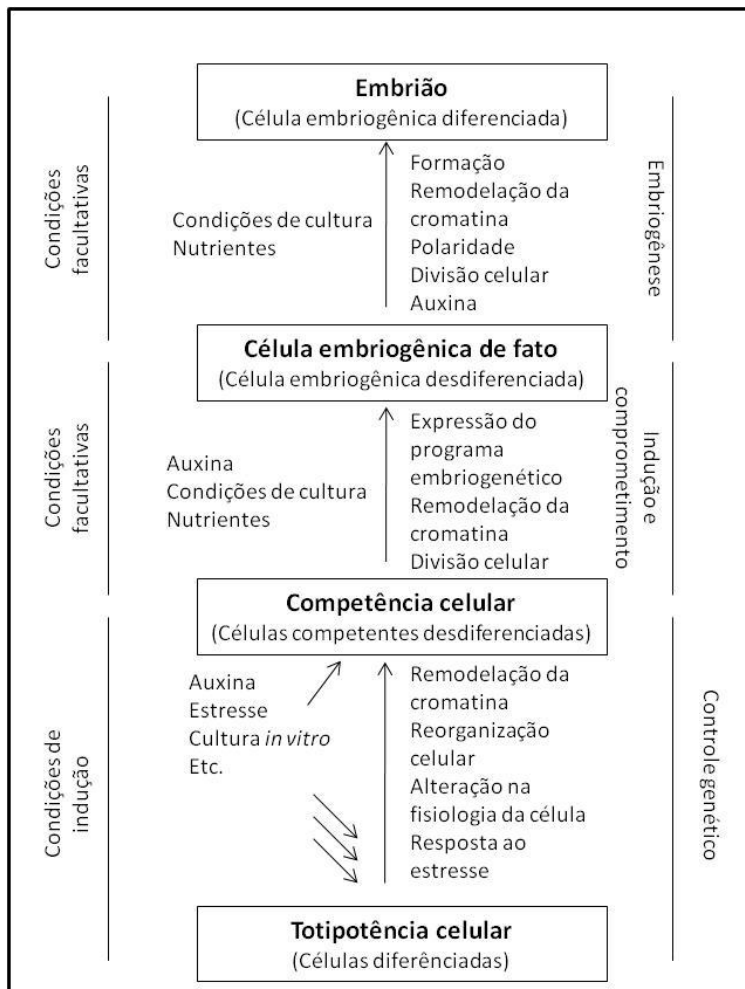 Embrião
(Célula embriogênica diferenciada)
Condições
facultativas
Condições de cultura
Nutrientes
Formação
Remodelação da
cromatina
Polaridade
Divisão celular
Auxina
Embriogênese
Célula embriogênica de fato
(Célula embriogênica desdiferenciada)
Condições
facultativas
Auxina
Condições de cultura
Nutrientes
Expressão do
programa
embriogenético
Remodelação da
cromatina
Divisão celular
Indução e
comprometimento
Competência celular
(Células competentes desdiferenciadas)
Condições de
indução
Auxina
Estresse
Cultura in vitro
Etc.
Remodelação da
cromatina
Reorganização
celular
Alteração na
fisiologia da célula
Resposta ao
estresse
Controle genético
Totipotência celular
(Células diferênciadas)